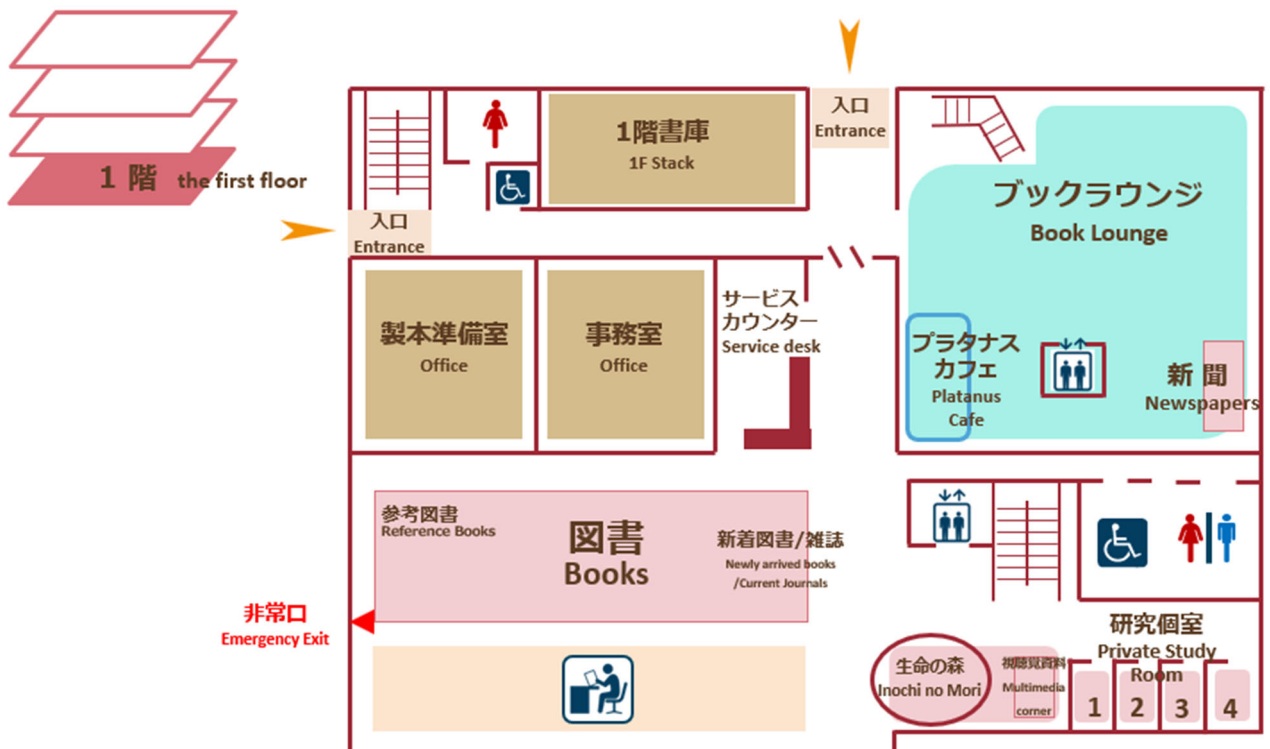 1 階 the first floor
入口
Entrance
1階書庫
1F Stack
入口
Entrance
ブックラウンジ
Book Lounge
製本準備室
Office
事務室
Office
サービス
カウンター
Service desk
プラタナス
カフェ
Platanus
Cafe
新 聞
Newspapers
参考図書
Reference Books
図書
Books
新着図書/雑誌
Newly arrived books
/Current Journals
非常口
Emergency Exit
研究個室
Private Study
Room
生命の森
Inochi no Mori
視聴覚資料
Multimedia
corner
1
2
3
4